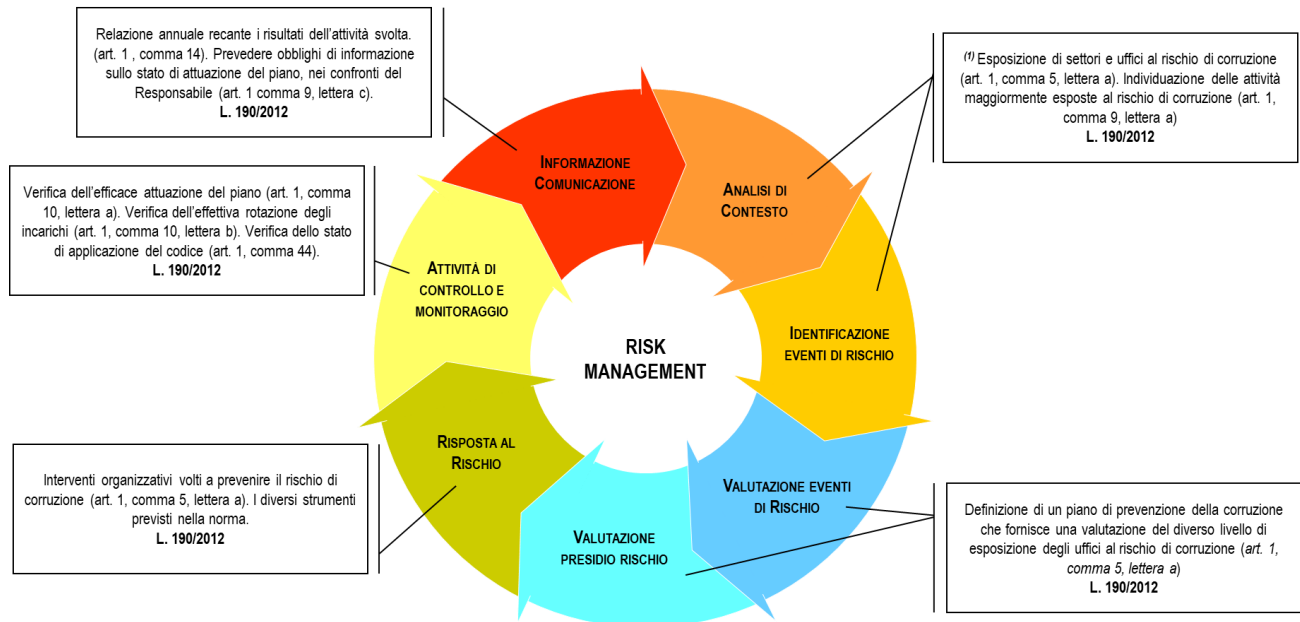 Relazione annuale recante i risultati dell'attività svolta.
(art. 1 , comma 14). Prevedere obblighi di informazione
sullo stato di attuazione del piano, nei confronti del
Responsabile (art. 1 comma 9, lettera c).
L. 190/2012
(1) Esposizione di settori e uffici al rischio di corruzione
(art. 1, comma 5, lettera a). Individuazione delle attività
maggiormente esposte al rischio di corruzione (art. 1,
comma 9, lettera a)
L. 190/2012
INFORMAZIONE
COMUNICAZIONE
ANALISI DI
CONTESTO
Verifica dell'efficace attuazione del piano (art. 1, comma
10, lettera a). Verifica dell'effettiva rotazione degli
incarichi (art. 1, comma 10, lettera b). Verifica dello stato
di applicazione del codice (art. 1, comma 44).
L. 190/2012
ATTIVITÀ DI
CONTROLLO E
MONITORAGGIO
RISK
MANAGEMENT
IDENTIFICAZIONE
EVENTI DI RISCHIO
RISPOSTA AL
RISCHIO
VALUTAZIONE EVENTI
DI RISCHIO
VALUTAZIONE
PRESIDIO RISCHIO
Interventi organizzativi volti a prevenire il rischio di
corruzione (art. 1, comma 5, lettera a). I diversi strumenti
previsti nella norma.
L. 190/2012
Definizione di un piano di prevenzione della corruzione
che fornisce una valutazione del diverso livello di
esposizione degli uffici al rischio di corruzione (art. 1,
comma 5, lettera a)
L. 190/2012